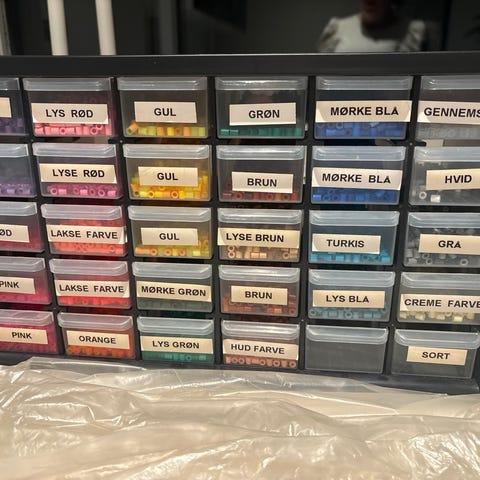 LYS RØD
GUL
GRØN
MØRKE BLÅ
GENNEMS
LYSE RØD
GUL
BRUN
MØRKE BLÅ
HVID
ØD
LAKSE FARVE
GUL
LYSE BRUN
TURKIS
GRÅ
PINK
LAKSE FARVE
MØRKE GRØN
BRUN
LYS BLÅ
CREME FARVE
PINK
ORANGE
LYS GRØN
HUD FARVE
SORT